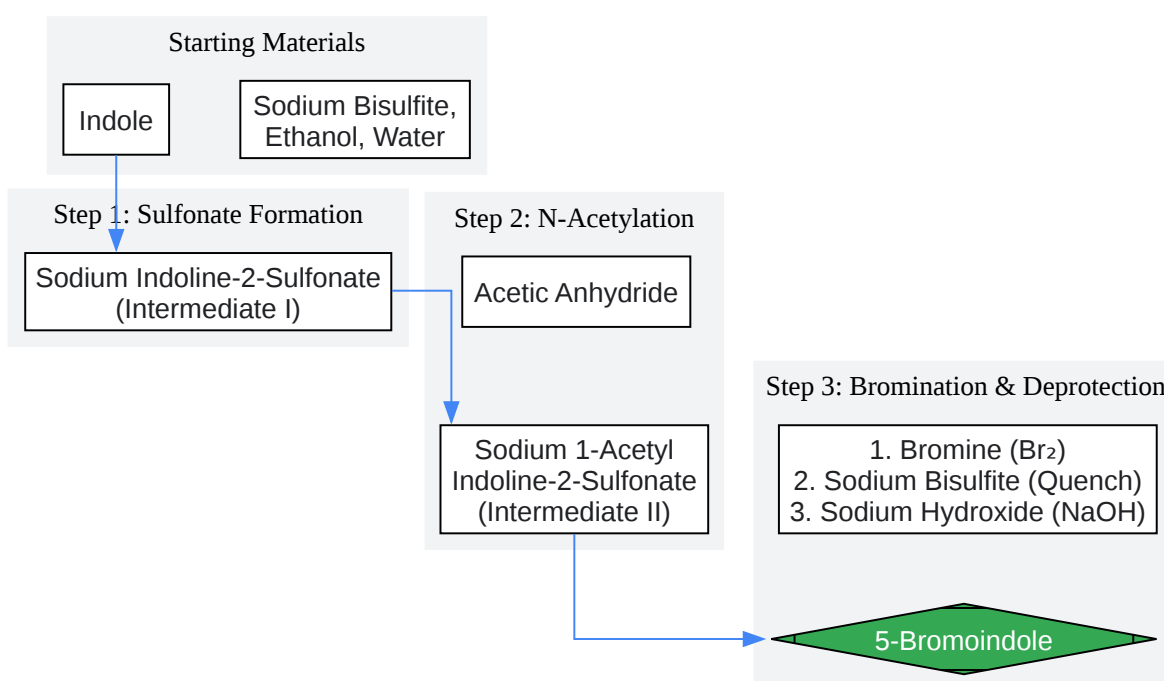 Starting Materials
Indole
Sodium Bisulfite,
Ethanol, Water
Step 1: Sulfonate Formation
Sodium Indoline-2-Sulfonate
(Intermediate I)
Step 2: N-Acetylation
Acetic Anhydride
Sodium 1-Acetyl
Indoline-2-Sulfonate
(Intermediate II)
Step 3: Bromination & Deprotection
1. Bromine (Br₂)
2. Sodium Bisulfite (Quench)
3. Sodium Hydroxide (NaOH)
5-Bromoindole